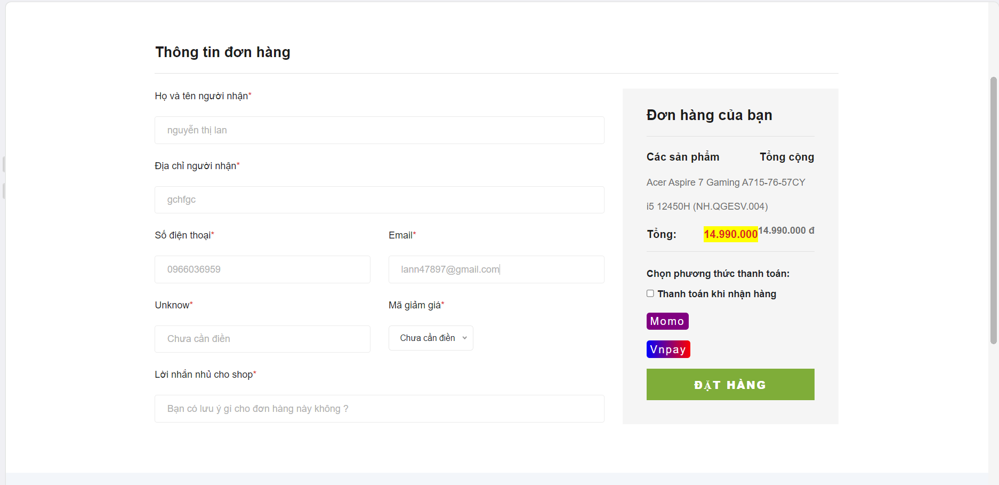 Thông tin đơn hàng
Họ và tên người nhận*
nguyễn thị lan
Địa chỉ người nhận*
gchfgc
Số điện thoại*
Email*
0966036959
lann47897@gmail.com
Unknow*
Mã giảm giá*
Chưa cần điền
Chưa cần điền
Lời nhắn nhủ cho shop*
Bạn có lưu ý gỉ cho đơn hàng này không ?
Đơn hàng của bạn
Các sản phẩm Tổng cộng
Acer Aspire 7 Gaming A715-76-57CY
i5 12450H (NH.QGESV.004)
Tổng: 14.990.000 14.990.000 đ
Chọn phương thức thanh toán:
Thanh toán khi nhận hàng
Momo
Vnpay
ĐẶT HÀNG